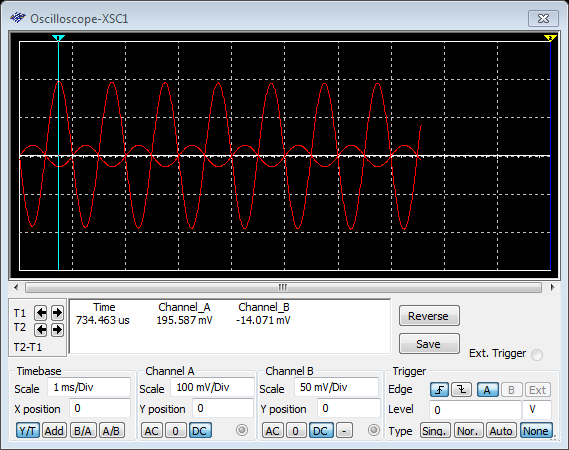 Oscilloscope-XSC1
1 2
T1
T2
T2-T1
Time Channel_A Channel_B
734.463 us 195.587 mV -14.071 mV
Reverse
Save
Ext. Trigger
Timebase Channel A Channel B Trigger
Scale 1 ms/Div Scale 100 mV/Div Scale 50 mV/Div Edge A B Ext
X position 0 Y position 0 Y position 0 Level 0 V
Y/T Add B/A A/B AC 0 DC AC 0 DC - Type Sing. Nor. Auto None